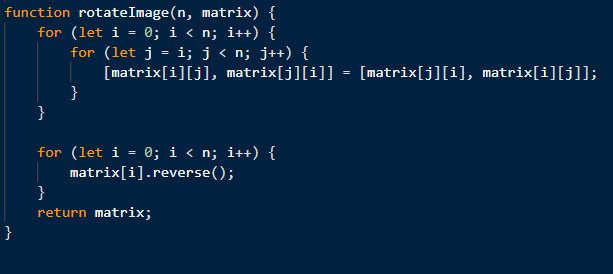 function rotateImage(n, matrix) {
    for (let i = 0; i < n; i++) {
        for (let j = i; j < n; j++) {
            [matrix[i][j], matrix[j][i]] = [matrix[j][i], matrix[i][j]];
        }
    }

    for (let i = 0; i < n; i++) {
        matrix[i].reverse();
    }
    return matrix;
}